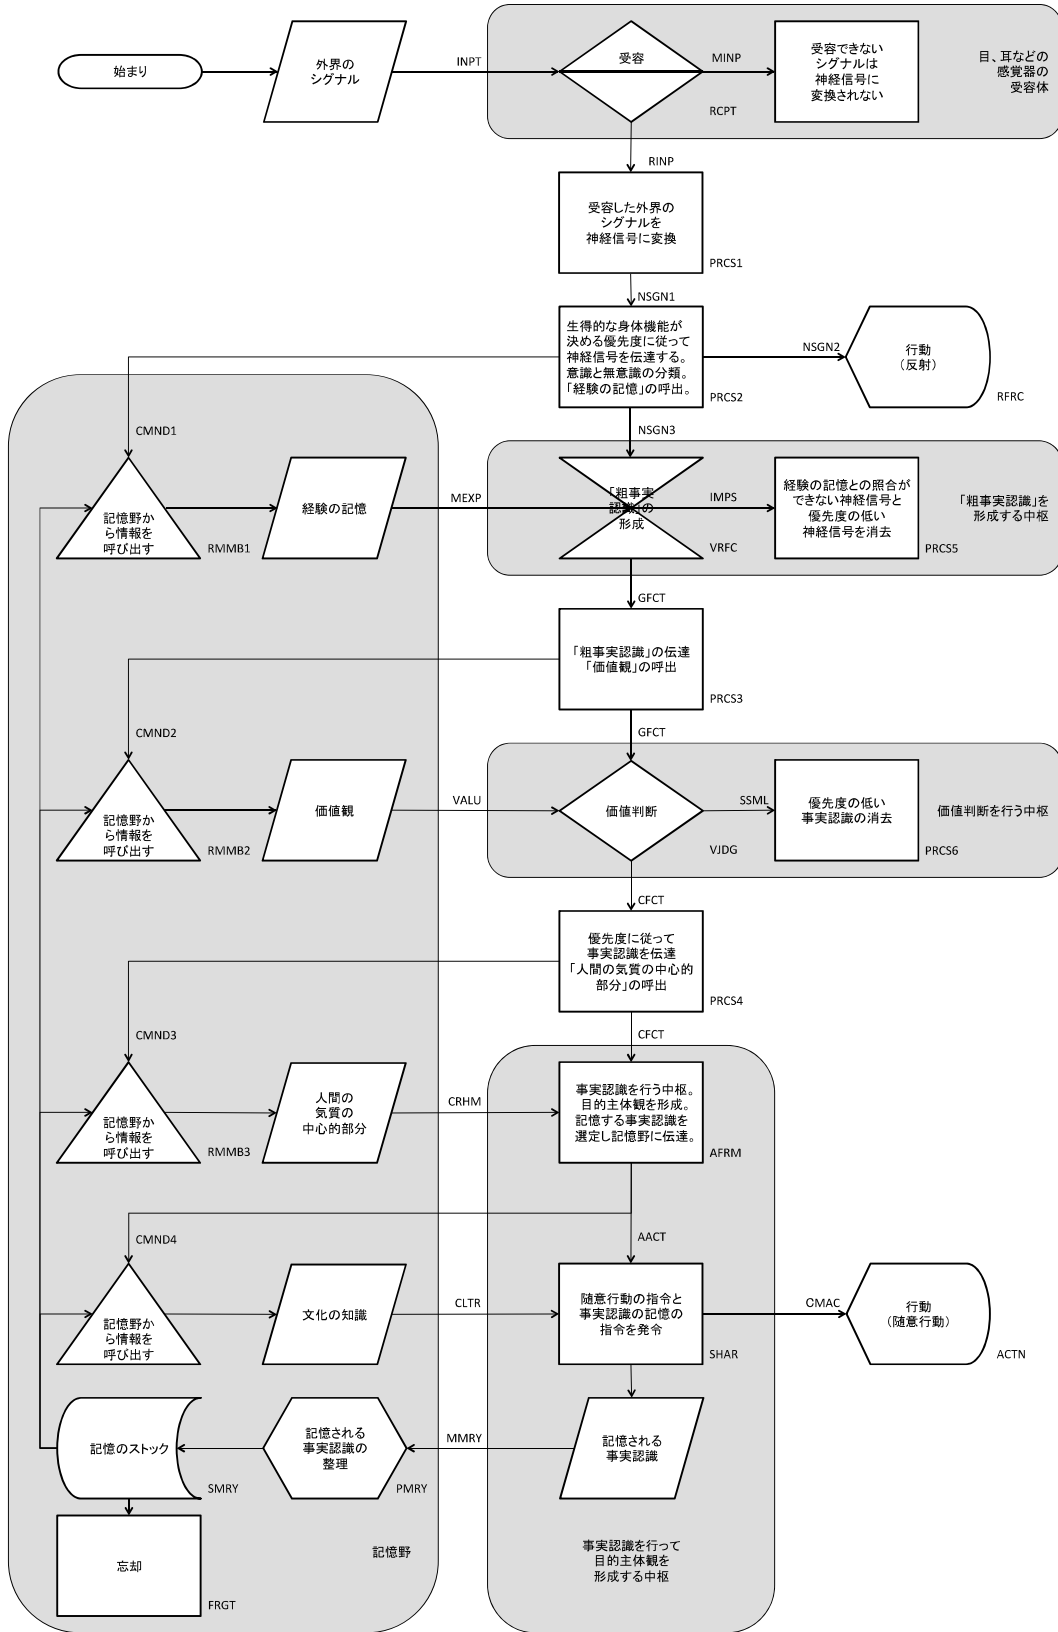 始まり
外界の
シグナル
INPT
受容
MINP
RCPT
受容できない
シグナルは
神経信号に
変換されない
目、耳などの
感覚器の
受容体
RINP
受容した外界の
シグナルを
神経信号に変換
PRCS1
NSGN1
生得的な身体機能が
決める優先度に従って
神経信号を伝達する。
意識と無意識の分類。
「経験の記憶」の呼出。
PRCS2
NSGN2
行動
（反射）
RFRC
CMND1
NSGN3
記憶野か
ら情報を
呼び出す
RMMB1
経験の記憶
MEXP
「粗事実
認識」の
形成
IMPS
VRFC
経験の記憶との照合が
できない神経信号と
優先度の低い
神経信号を消去
PRCS5
「粗事実認識」を
形成する中枢
GFCT
「粗事実認識」の伝達
「価値観」の呼出
PRCS3
CMND2
GFCT
記憶野か
ら情報を
呼び出す
RMMB2
価値観
VALU
価値判断
SSML
VJDG
優先度の低い
事実認識の消去
PRCS6
価値判断を行う中枢
CFCT
優先度に従って
事実認識を伝達
「人間の気質の中心的
部分」の呼出
PRCS4
CMND3
CFCT
記憶野か
ら情報を
呼び出す
RMMB3
人間の
気質の
中心的部分
CRHM
事実認識を行う中枢。
目的主体観を形成。
記憶する事実認識を
選定し記憶野に伝達。
AFRM
CMND4
AACT
記憶野か
ら情報を
呼び出す
文化の知識
CLTR
随意行動の指令と
事実認識の記憶の
指令を発令
SHAR
OMAC
行動
（随意行動）
ACTN
記憶のストック
SMRY
記憶される
事実認識の
整理
PMRY
MMRY
記憶される
事実認識
忘却
FRGT
記憶野
事実認識を行って
目的主体観を
形成する中枢